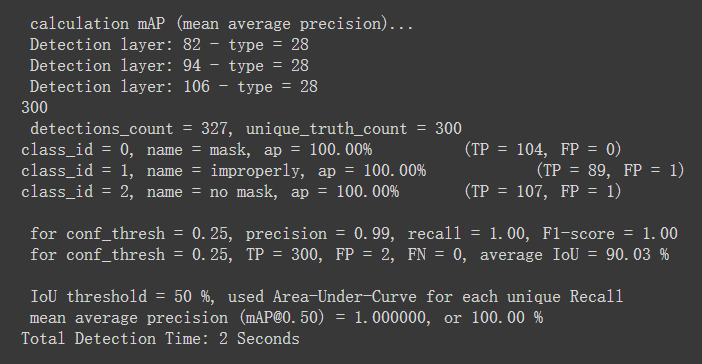 calculation mAP (mean average precision)...
Detection layer: 82 - type = 28
Detection layer: 94 - type = 28
Detection layer: 106 - type = 28
300
detections_count = 327, unique_truth_count = 300
class_id = 0, name = mask, ap = 100.00% (TP = 104, FP = 0)
class_id = 1, name = improperly, ap = 100.00% (TP = 89, FP = 1)
class_id = 2, name = no mask, ap = 100.00% (TP = 107, FP = 1)
for conf_thresh = 0.25, precision = 0.99, recall = 1.00, F1-score = 1.00
for conf_thresh = 0.25, TP = 300, FP = 2, FN = 0, average IoU = 90.03 %
IoU threshold = 50 %, used Area-Under-Curve for each unique Recall
mean average precision (mAP@0.50) = 1.000000, or 100.00 %
Total Detection Time: 2 Seconds